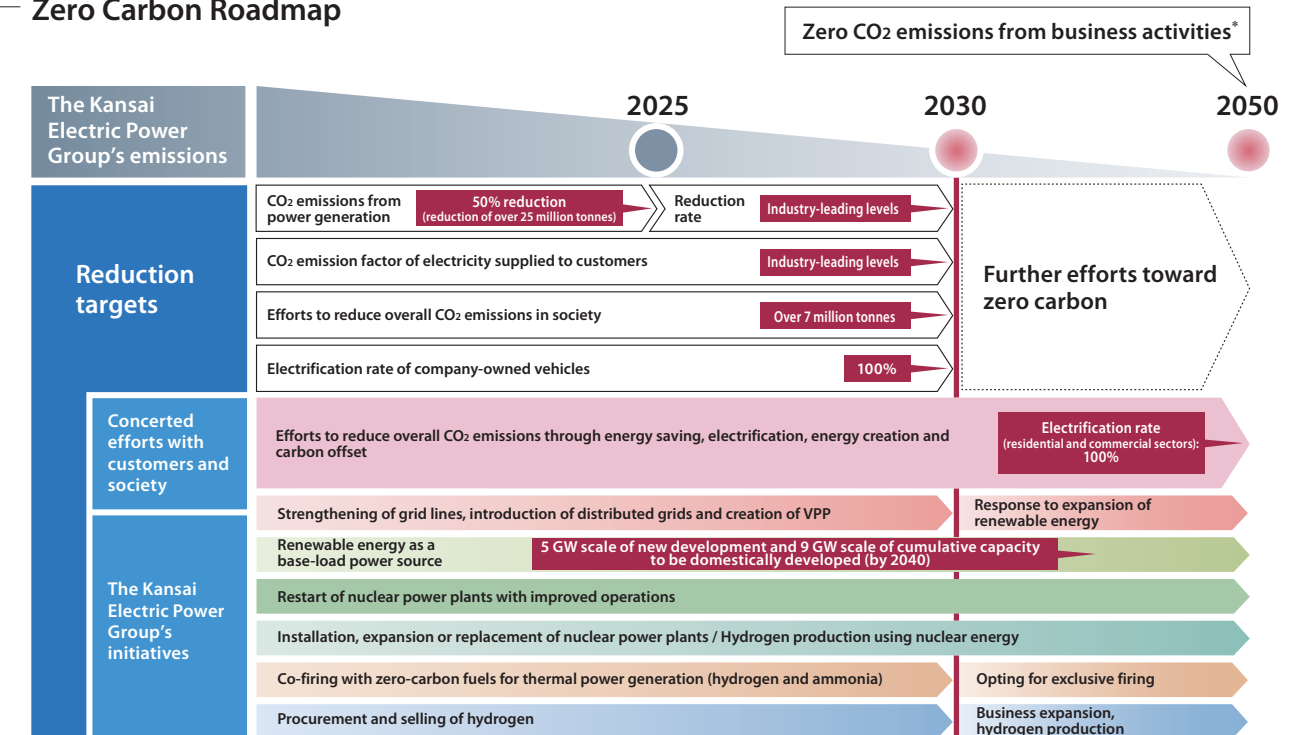 Zero Carbon Roadmap
Zero CO2 emissions from business activities*
The Kansai
Electric Power
Group's emissions
2025
2030
2050
Reduction
targets
CO2 emissions from
power generation
50% reduction
(reduction of over 25 million tonnes)
Reduction
rate
Industry-leading levels
CO2 emission factor of electricity supplied to customers
Industry-leading levels
Efforts to reduce overall CO2 emissions in society
Over 7 million tonnes
Electrification rate of company-owned vehicles
100%
Further efforts toward
zero carbon
Concerted
efforts with
customers and
society
Efforts to reduce overall CO2 emissions through energy saving, electrification, energy creation and
carbon offset
Electrification rate
(residential and commercial sectors):
100%
The Kansai
Electric Power
Group's
initiatives
Strengthening of grid lines, introduction of distributed grids and creation of VPP
Response to expansion of
renewable energy
Renewable energy as a
base-load power source
5 GW scale of new development and 9 GW scale of cumulative capacity
to be domestically developed (by 2040)
Restart of nuclear power plants with improved operations
Installation, expansion or replacement of nuclear power plants / Hydrogen production using nuclear energy
Co-firing with zero-carbon fuels for thermal power generation (hydrogen and ammonia)
Opting for exclusive firing
Procurement and selling of hydrogen
Business expansion,
hydrogen production